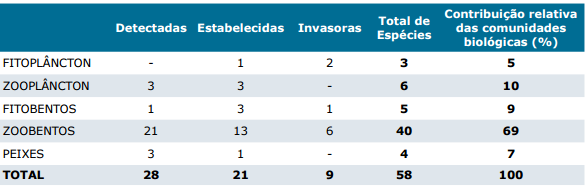 Detectadas Estabelecidas Invasoras Total de Espécies Contribuição relativa das comunidades biológicas (%)
FITOPLÂNCTON - 1 2 3 5
ZOOPLÂNCTON 3 3 - 6 10
FITOBENTOS 1 3 1 5 9
ZOOBENTOS 21 13 6 40 69
PEIXES 3 1 - 4 7
TOTAL 28 21 9 58 100